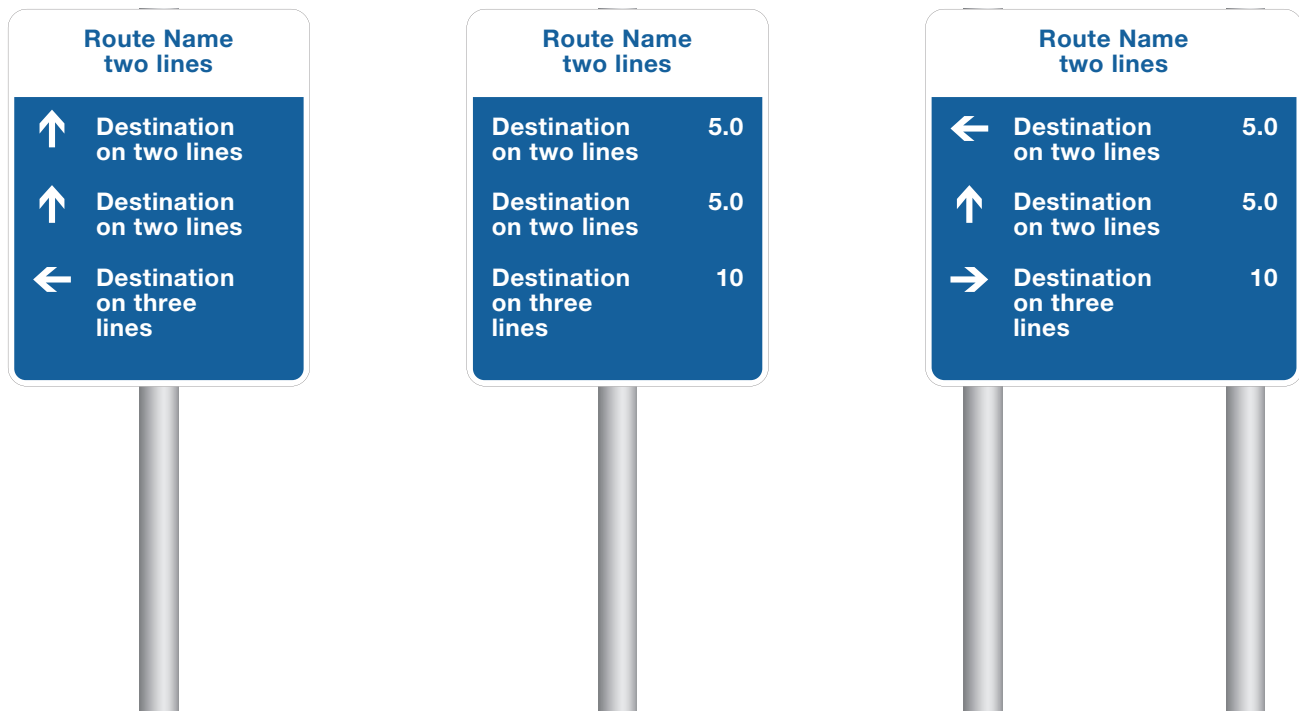 Route Name
two lines
Destination
on two lines
Destination
on two lines
Destination
on three
lines
Route Name
two lines
Destination 5.0
on two lines
Destination 5.0
on two lines
Destination 10
on three
lines
Route Name
two lines
Destination 5.0
on two lines
Destination 5.0
on two lines
Destination 10
on three
lines